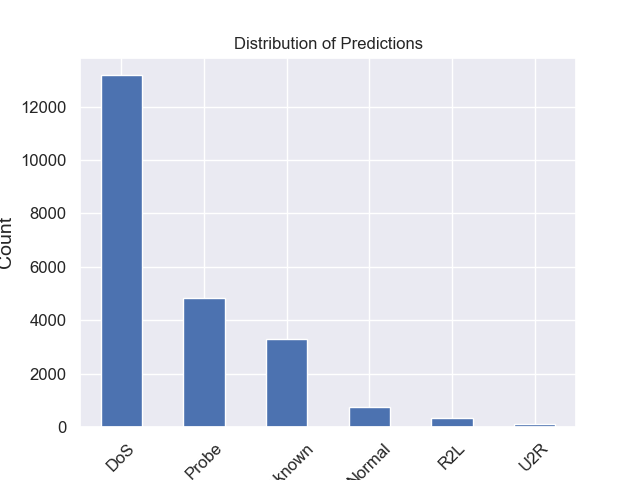 Distribution of Predictions
Count
12000
10000
8000
6000
4000
2000
0
DoS
Probe
known
Normal
R2L
U2R